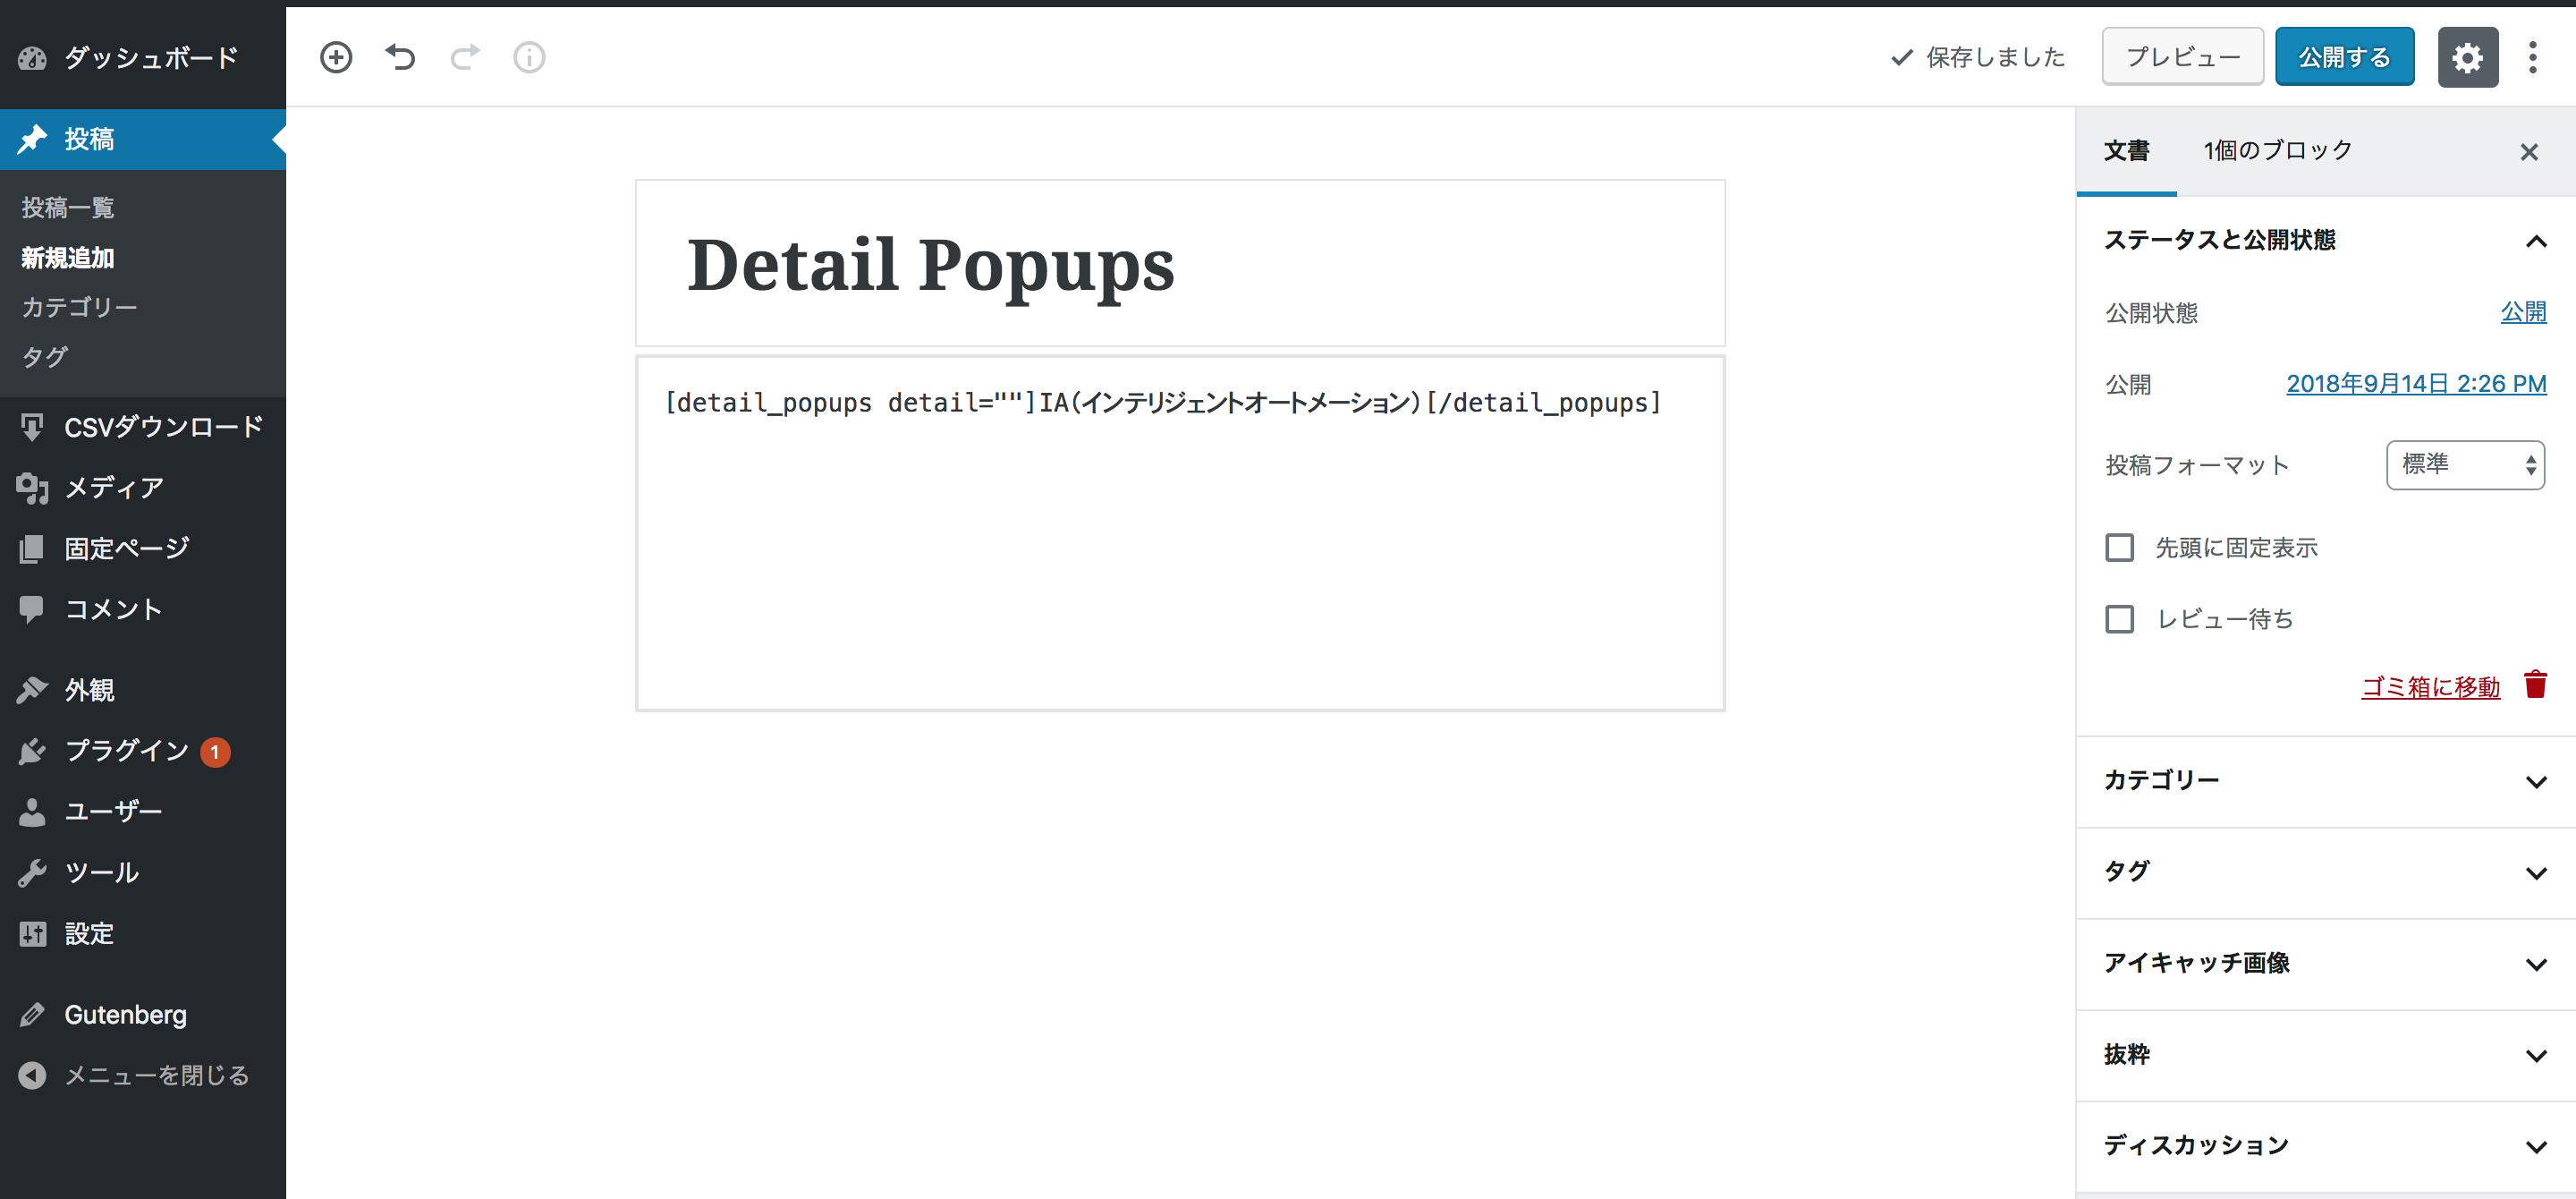 ダッシュボード
投稿
投稿一覧
新規追加
カテゴリー
タグ
CSVダウンロード
メディア
固定ページ
コメント
外観
プラグイン 1
ユーザー
ツール
設定
Gutenberg
メニューを閉じる
保存しました
プレビュー
公開する
Detail Popups
[detail_popups detail=""]IA(インテリジェントオートメーション)[/detail_popups]
文書 1個のブロック
ステータスと公開状態
公開状態 公開
公開 2018年9月14日 2:26 PM
投稿フォーマット 標準
先頭に固定表示
レビュー待ち
ゴミ箱に移動
カテゴリー
タグ
アイキャッチ画像
抜粋
ディスカッション